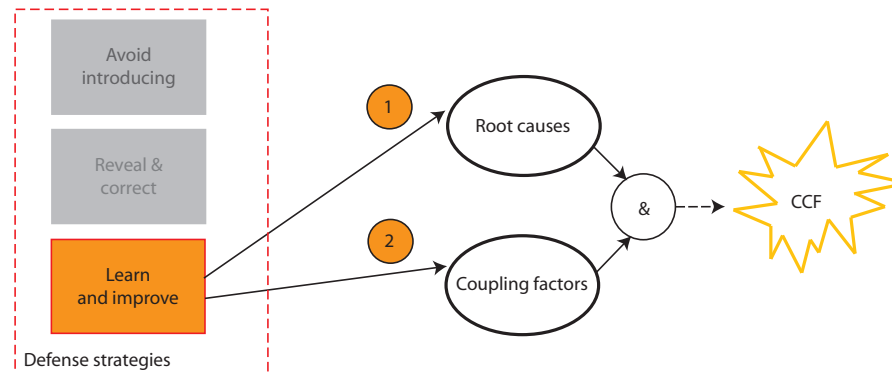 Avoid
introducing
Reveal &
correct
Learn
and improve
Defense strategies
1
2
Root causes
Coupling factors
&
CCF